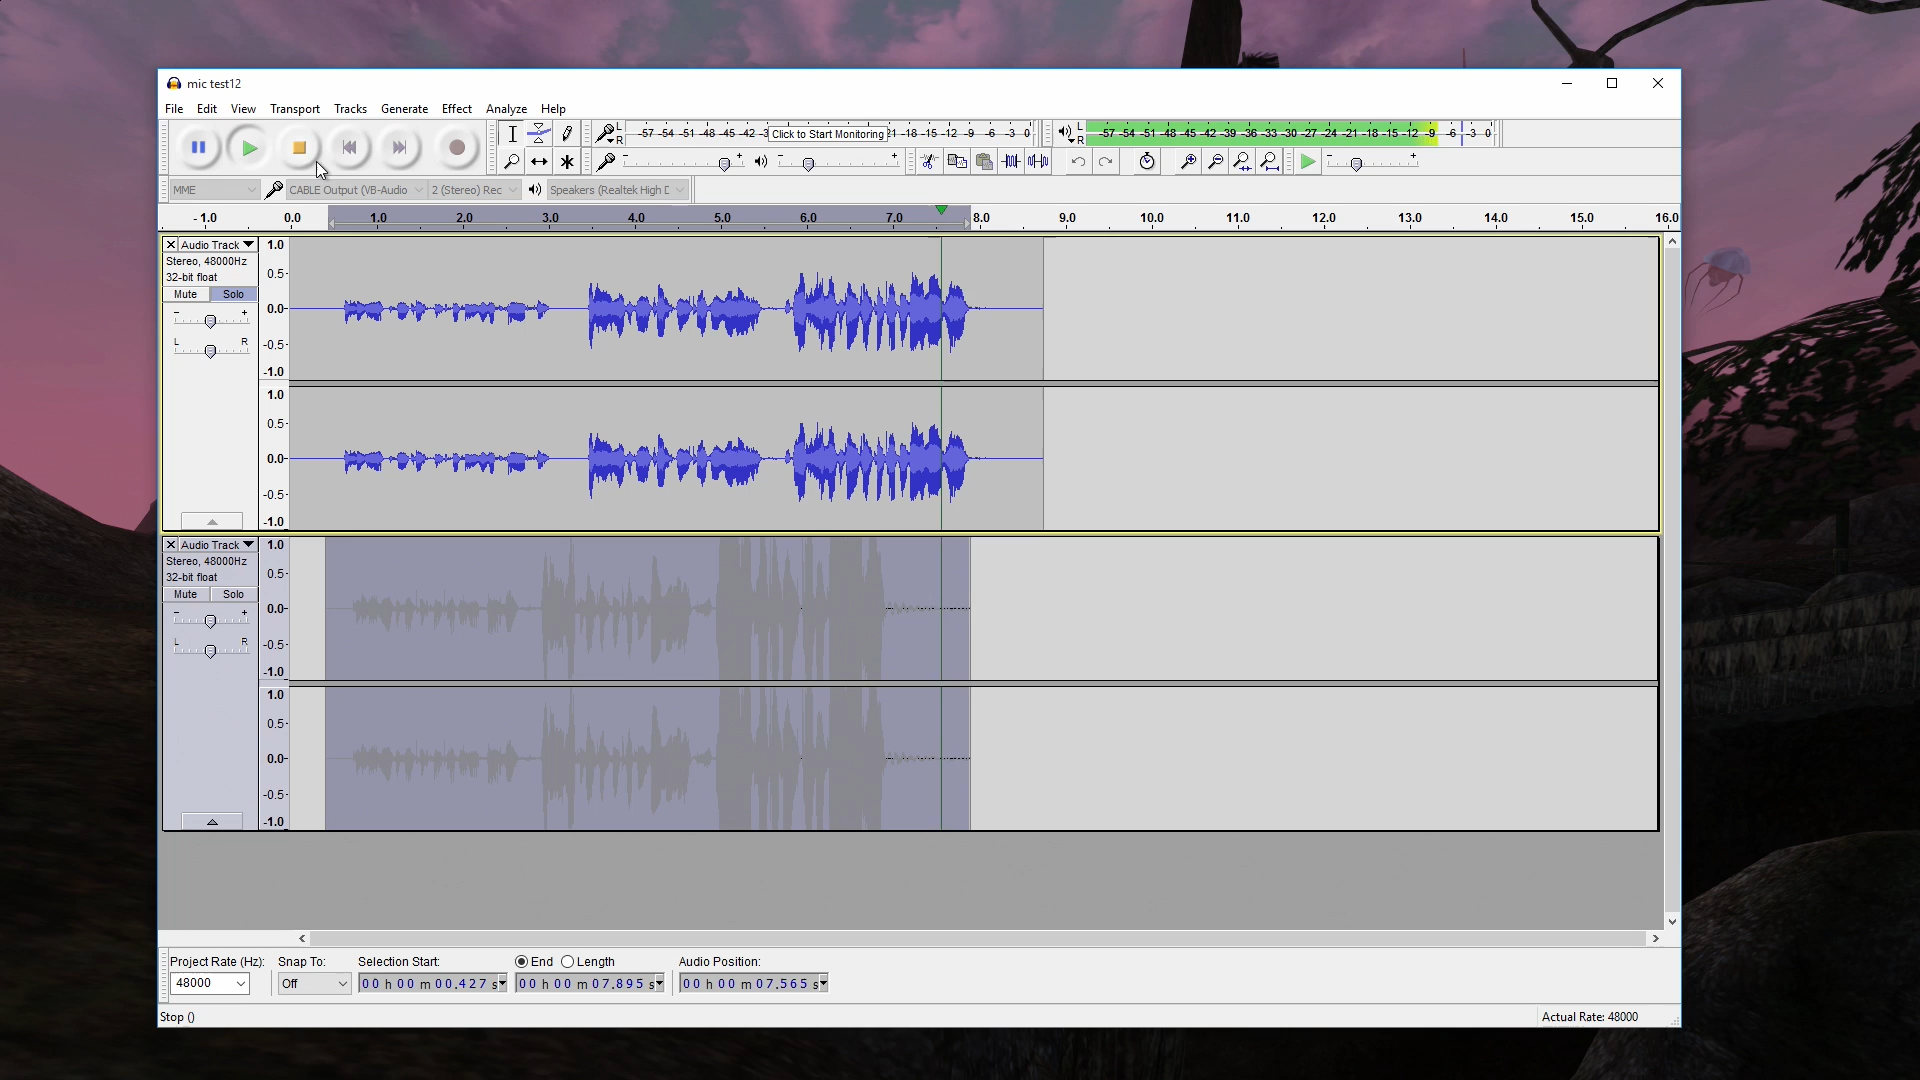 mic test12
File Edit View Transport Tracks Generate Effect Analyze Help
L R -57 -54 -51 -48 -45 -42 -3 Click to Start Monitoring 21 -18 -15 -12 -9 -6 -3 0
L R -57 -54 -51 -48 -45 -42 -39 -36 -33 -30 -27 -24 -21 -18 -15 -12 -9 -6 -3 0
- + - + - +
MME CABLE Output (VB-Audio 2 (Stereo) Rec Speakers (Realtek High D
- 1.0 0.0 1.0 2.0 3.0 4.0 5.0 6.0 7.0 8.0 9.0 10.0 11.0 12.0 13.0 14.0 15.0 16.0
Audio Track 1.0
Stereo, 48000Hz
32-bit float 0.5
Mute Solo
- + 0.0
L R -0.5
-1.0
1.0
0.5
0.0
-0.5
-1.0
Audio Track 1.0
Stereo, 48000Hz
32-bit float 0.5
Mute Solo
- + 0.0
L R -0.5
-1.0
1.0
0.5
0.0
-0.5
-1.0
Project Rate (Hz): Snap To: Selection Start: End Length Audio Position:
48000 Off 00 h 00 m 00.427 s 00 h 00 m 07.895 s 00 h 00 m 07.565 s
Stop () Actual Rate: 48000